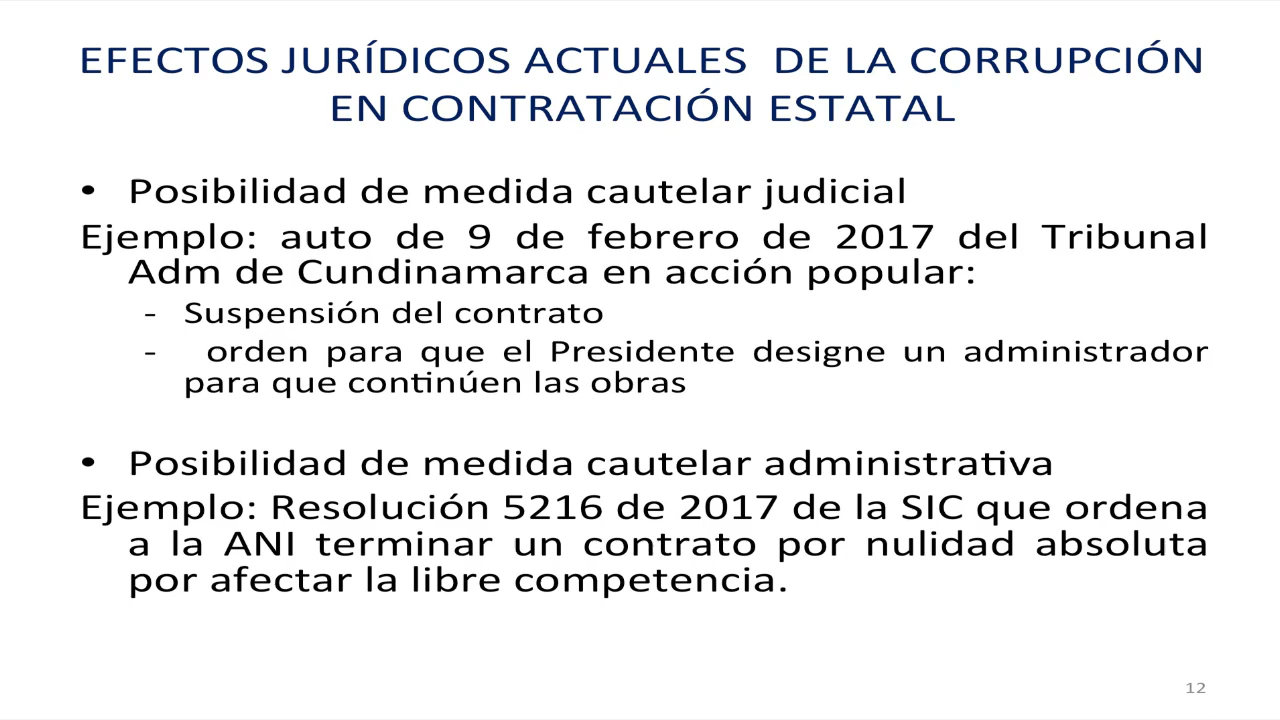 EFECTOS JURÍDICOS ACTUALES  DE LA CORRUPCIÓN
EN CONTRATACIÓN ESTATAL
• Posibilidad de medida cautelar judicial
Ejemplo: auto de 9 de febrero de 2017 del Tribunal
Adm de Cundinamarca en acción popular:
- Suspensión del contrato
- orden para que el Presidente designe un administrador
para que continúen las obras
• Posibilidad de medida cautelar administrativa
Ejemplo: Resolución 5216 de 2017 de la SIC que ordena
a la ANI terminar un contrato por nulidad absoluta
por afectar la libre competencia.
12